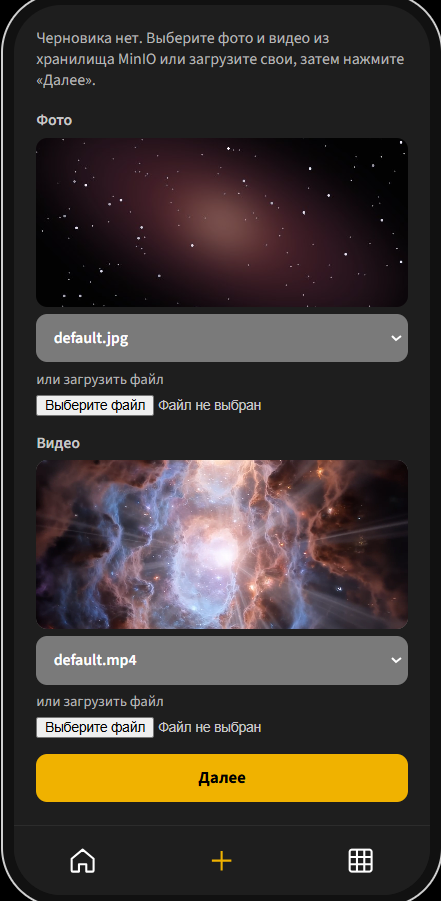 Черновика нет. Выберите фото и видео из
хранилища MinIO или загрузите свои, затем нажмите
«Далее».
Фото
default.jpg
или загрузить файл
Выберите файл Файл не выбран
Видео
default.mp4
или загрузить файл
Выберите файл Файл не выбран
Далее